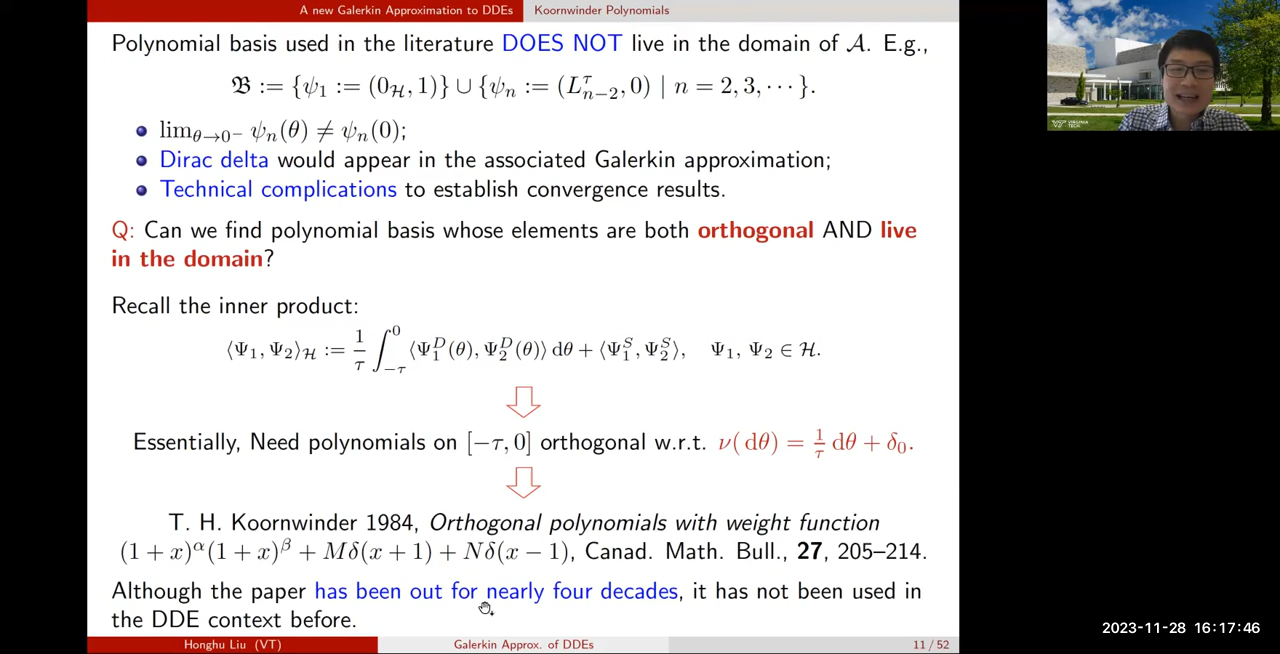 A new Galerkin Approximation to DDEs Koornwinder Polynomials
Polynomial basis used in the literature DOES NOT live in the domain of 𝒜. E.g.,
𝔅 := {ψ₁ := (0_ℋ, 1)} ∪ {ψₙ := (L^τ_{n−2}, 0) | n = 2, 3, ⋯}.
lim_{θ→0⁻} ψₙ(θ) ≠ ψₙ(0);
Dirac delta would appear in the associated Galerkin approximation;
Technical complications to establish convergence results.
Q: Can we find polynomial basis whose elements are both orthogonal AND live
in the domain?
Recall the inner product:
⟨Ψ₁, Ψ₂⟩_ℋ := 1/τ ∫_{−τ}^0 ⟨Ψ₁^D(θ), Ψ₂^D(θ)⟩ dθ + ⟨Ψ₁^S, Ψ₂^S⟩, Ψ₁, Ψ₂ ∈ ℋ.
Essentially, Need polynomials on [−τ, 0] orthogonal w.r.t. ν(dθ) = 1/τ dθ + δ₀.
T. H. Koornwinder 1984, Orthogonal polynomials with weight function
(1 + x)^α(1 + x)^β + Mδ(x + 1) + Nδ(x − 1), Canad. Math. Bull., 27, 205–214.
Although the paper has been out for nearly four decades, it has not been used in
the DDE context before.
Honghu Liu (VT) Galerkin Approx. of DDEs 11 / 52
VIRGINIA TECH
2023-11-28 16:17:46